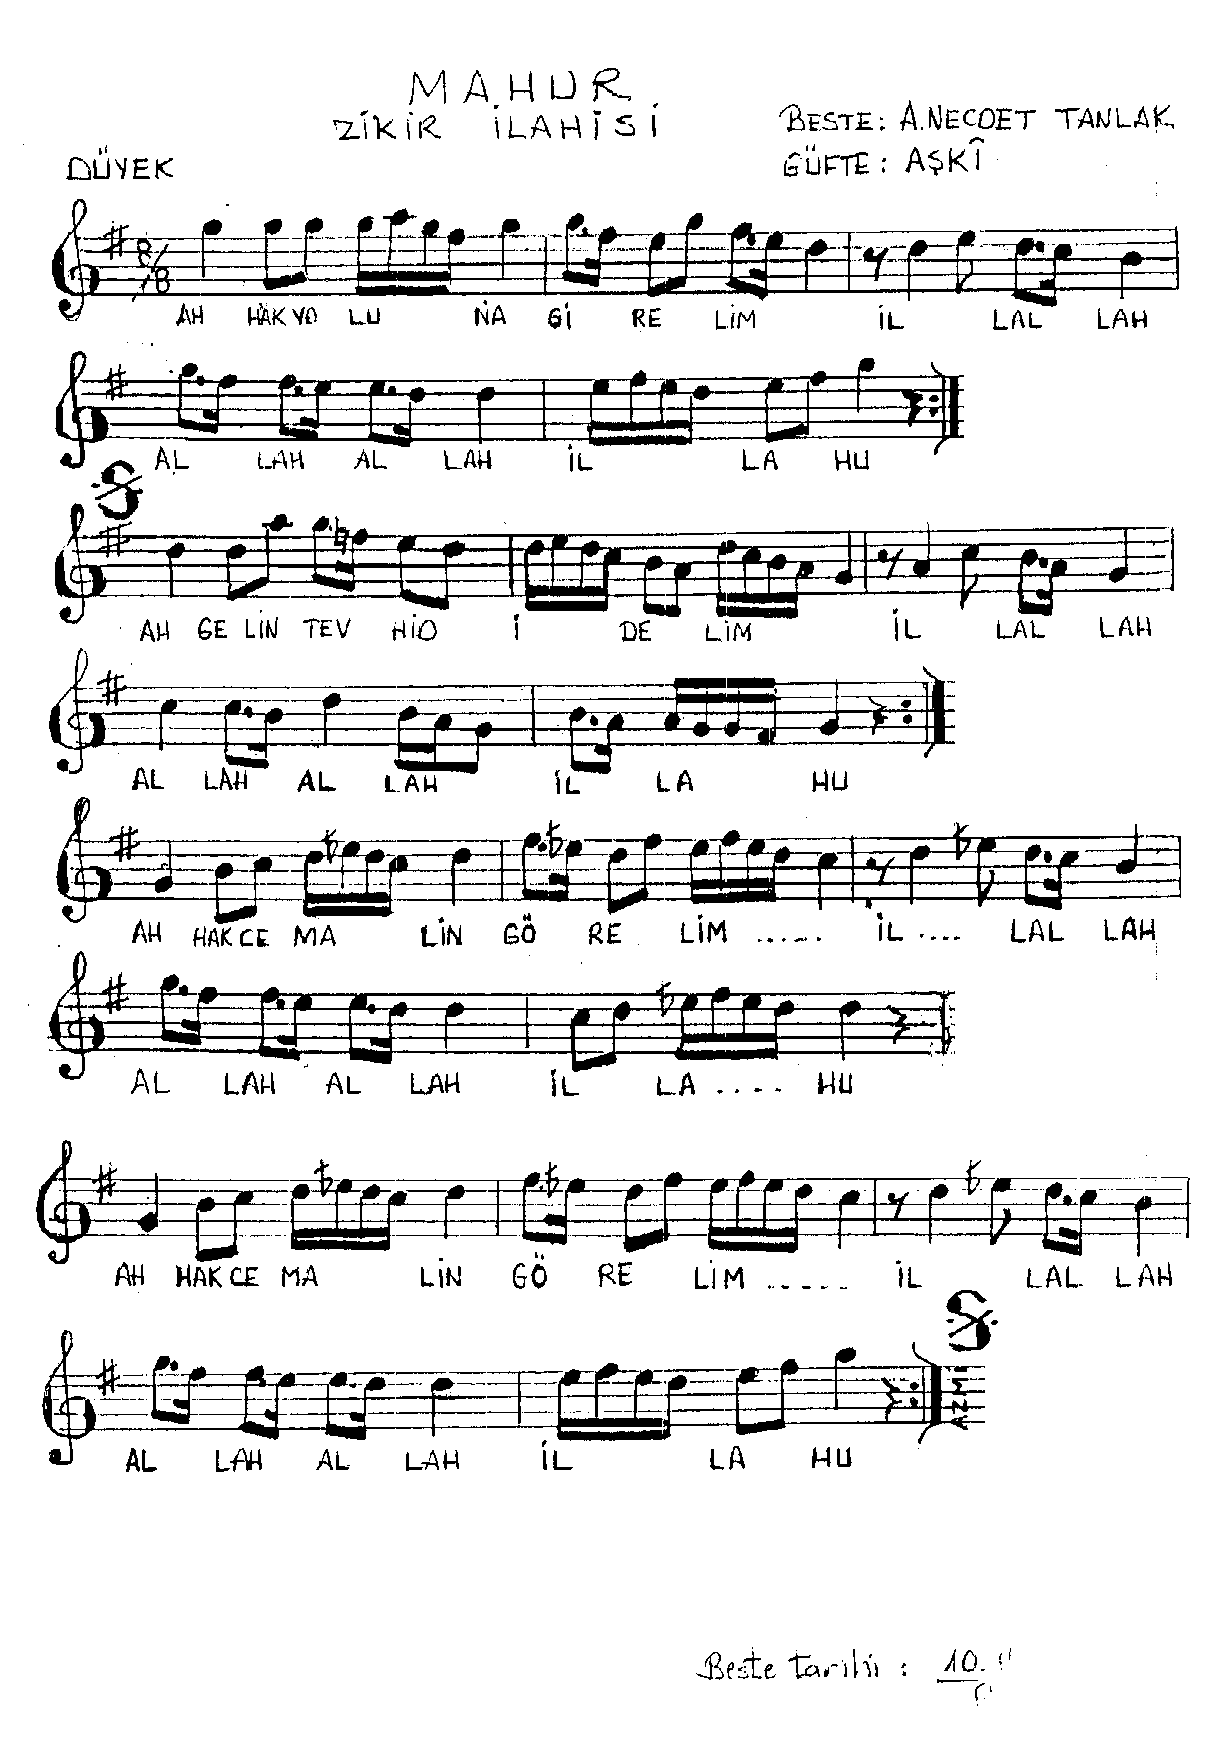 MAHUR
ZİKİR İLAHİSİ
BESTE: A.NECDET TANLAK
GÜFTE: AŞKÎ
DÜYEK
8/8
AH HAK YO LU NA Gİ RE LİM İL LAL LAH
AL LAH AL LAH İL LA HU
AH GE LİN TEV HİD İ DE LİM İL LAL LAH
AL LAH AL LAH İL LA HU
AH HAK CE MA LİN GÖ RE LİM ...... İL .... LAL LAH
AL LAH AL LAH İL LA .... HU
AH HAK CE MA LİN GÖ RE LİM ..... İL LAL LAH
AZMİ
AL LAH AL LAH İL LA HU
Beste tarihi : 10.